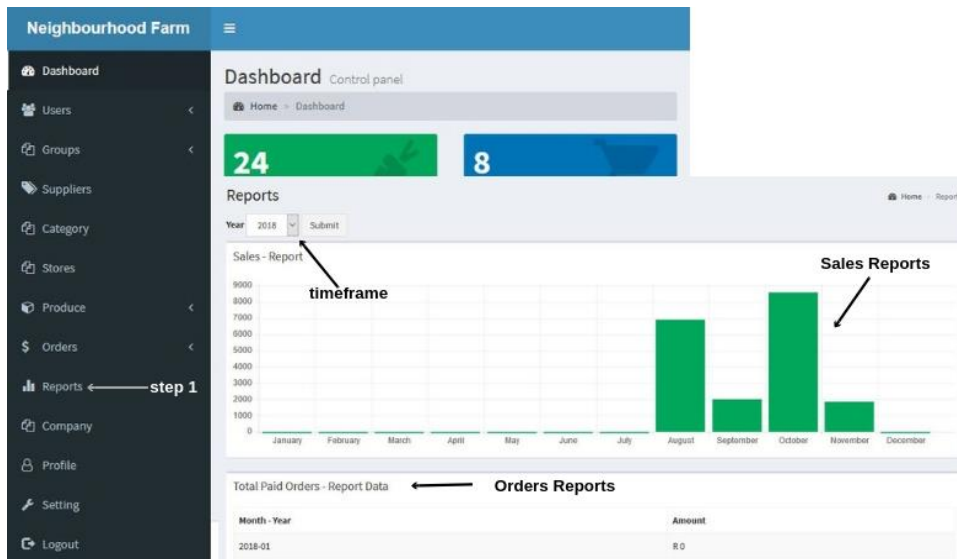 Neighbourhood Farm
Dashboard
Users
Groups
Suppliers
Category
Stores
Produce
$ Orders
Reports
step 1
Company
Profile
Setting
Logout
Dashboard Control panel
Home > Dashboard
24
8
Reports
Home > Report
Year 2018 Submit
timeframe
Sales - Report
Sales Reports
9000
8000
7000
6000
5000
4000
3000
2000
1000
0
January February March April May June July August September October November December
Total Paid Orders - Report Data
Orders Reports
Month - Year Amount
2018-01 R 0